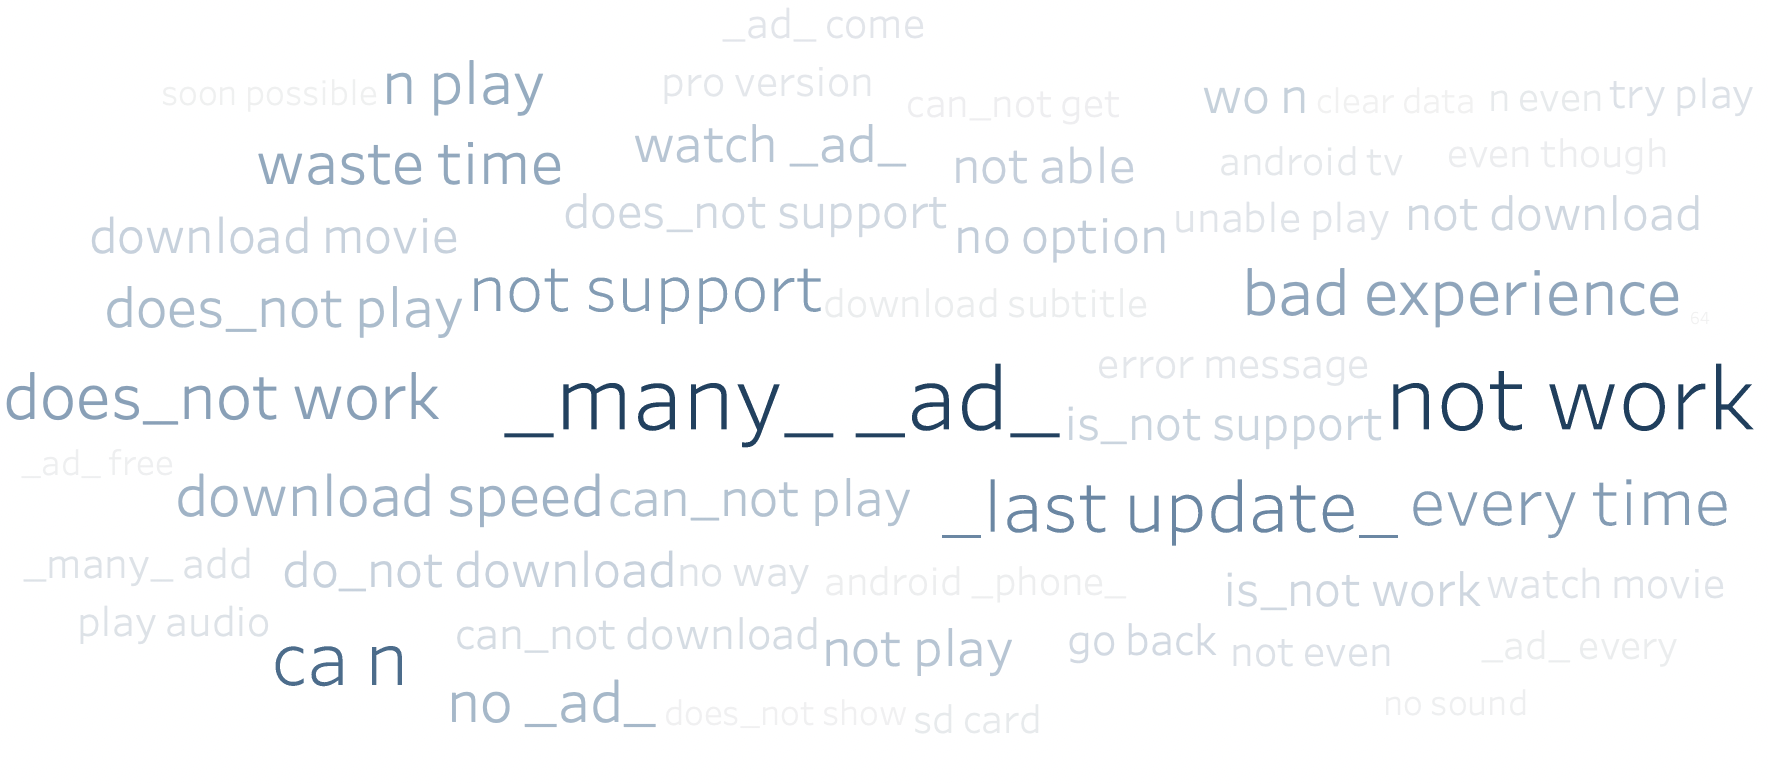 _ad_ come
soon possible n play pro version can_not get wo n clear data n even try play
waste time watch _ad_ not able android tv even though
download movie does_not support no option unable play not download
does_not play not support download subtitle bad experience 64
does_not work _many_ _ad_ error message is_not support not work
_ad_ free
download speed can_not play _last update_ every time
_many_ add do_not download no way android _phone_ is_not work watch movie
play audio ca n can_not download not play go back not even _ad_ every
no _ad_ does_not show sd card no sound